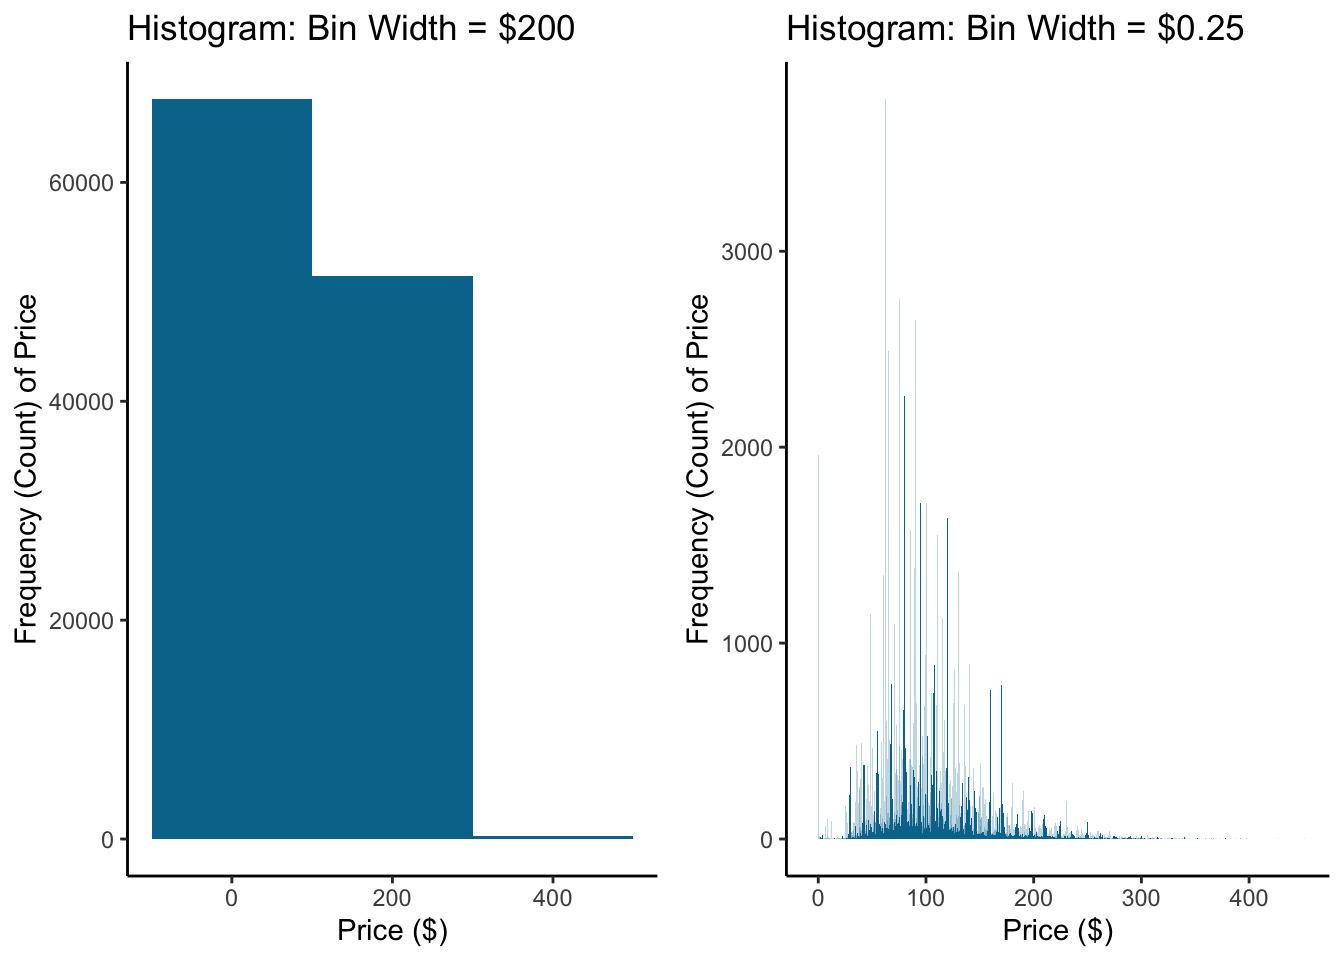 Histogram: Bin Width = $200
Frequency (Count) of Price
60000
40000
20000
0
0
200
400
Price ($)
Histogram: Bin Width = $0.25
Frequency (Count) of Price
3000
2000
1000
0
0
100
200
300
400
Price ($)